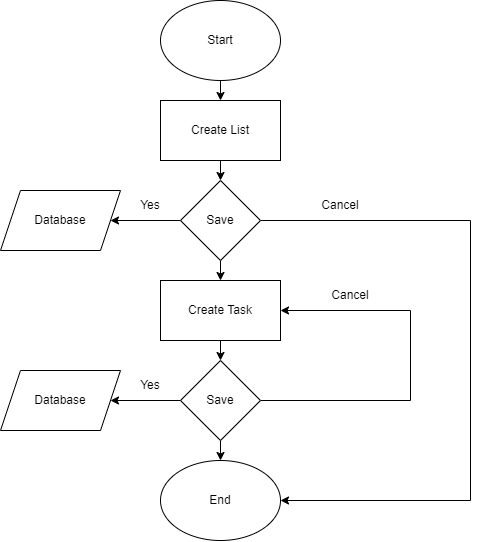 Start
Create List
Yes
Cancel
Database
Save
Cancel
Create Task
Yes
Database
Save
End